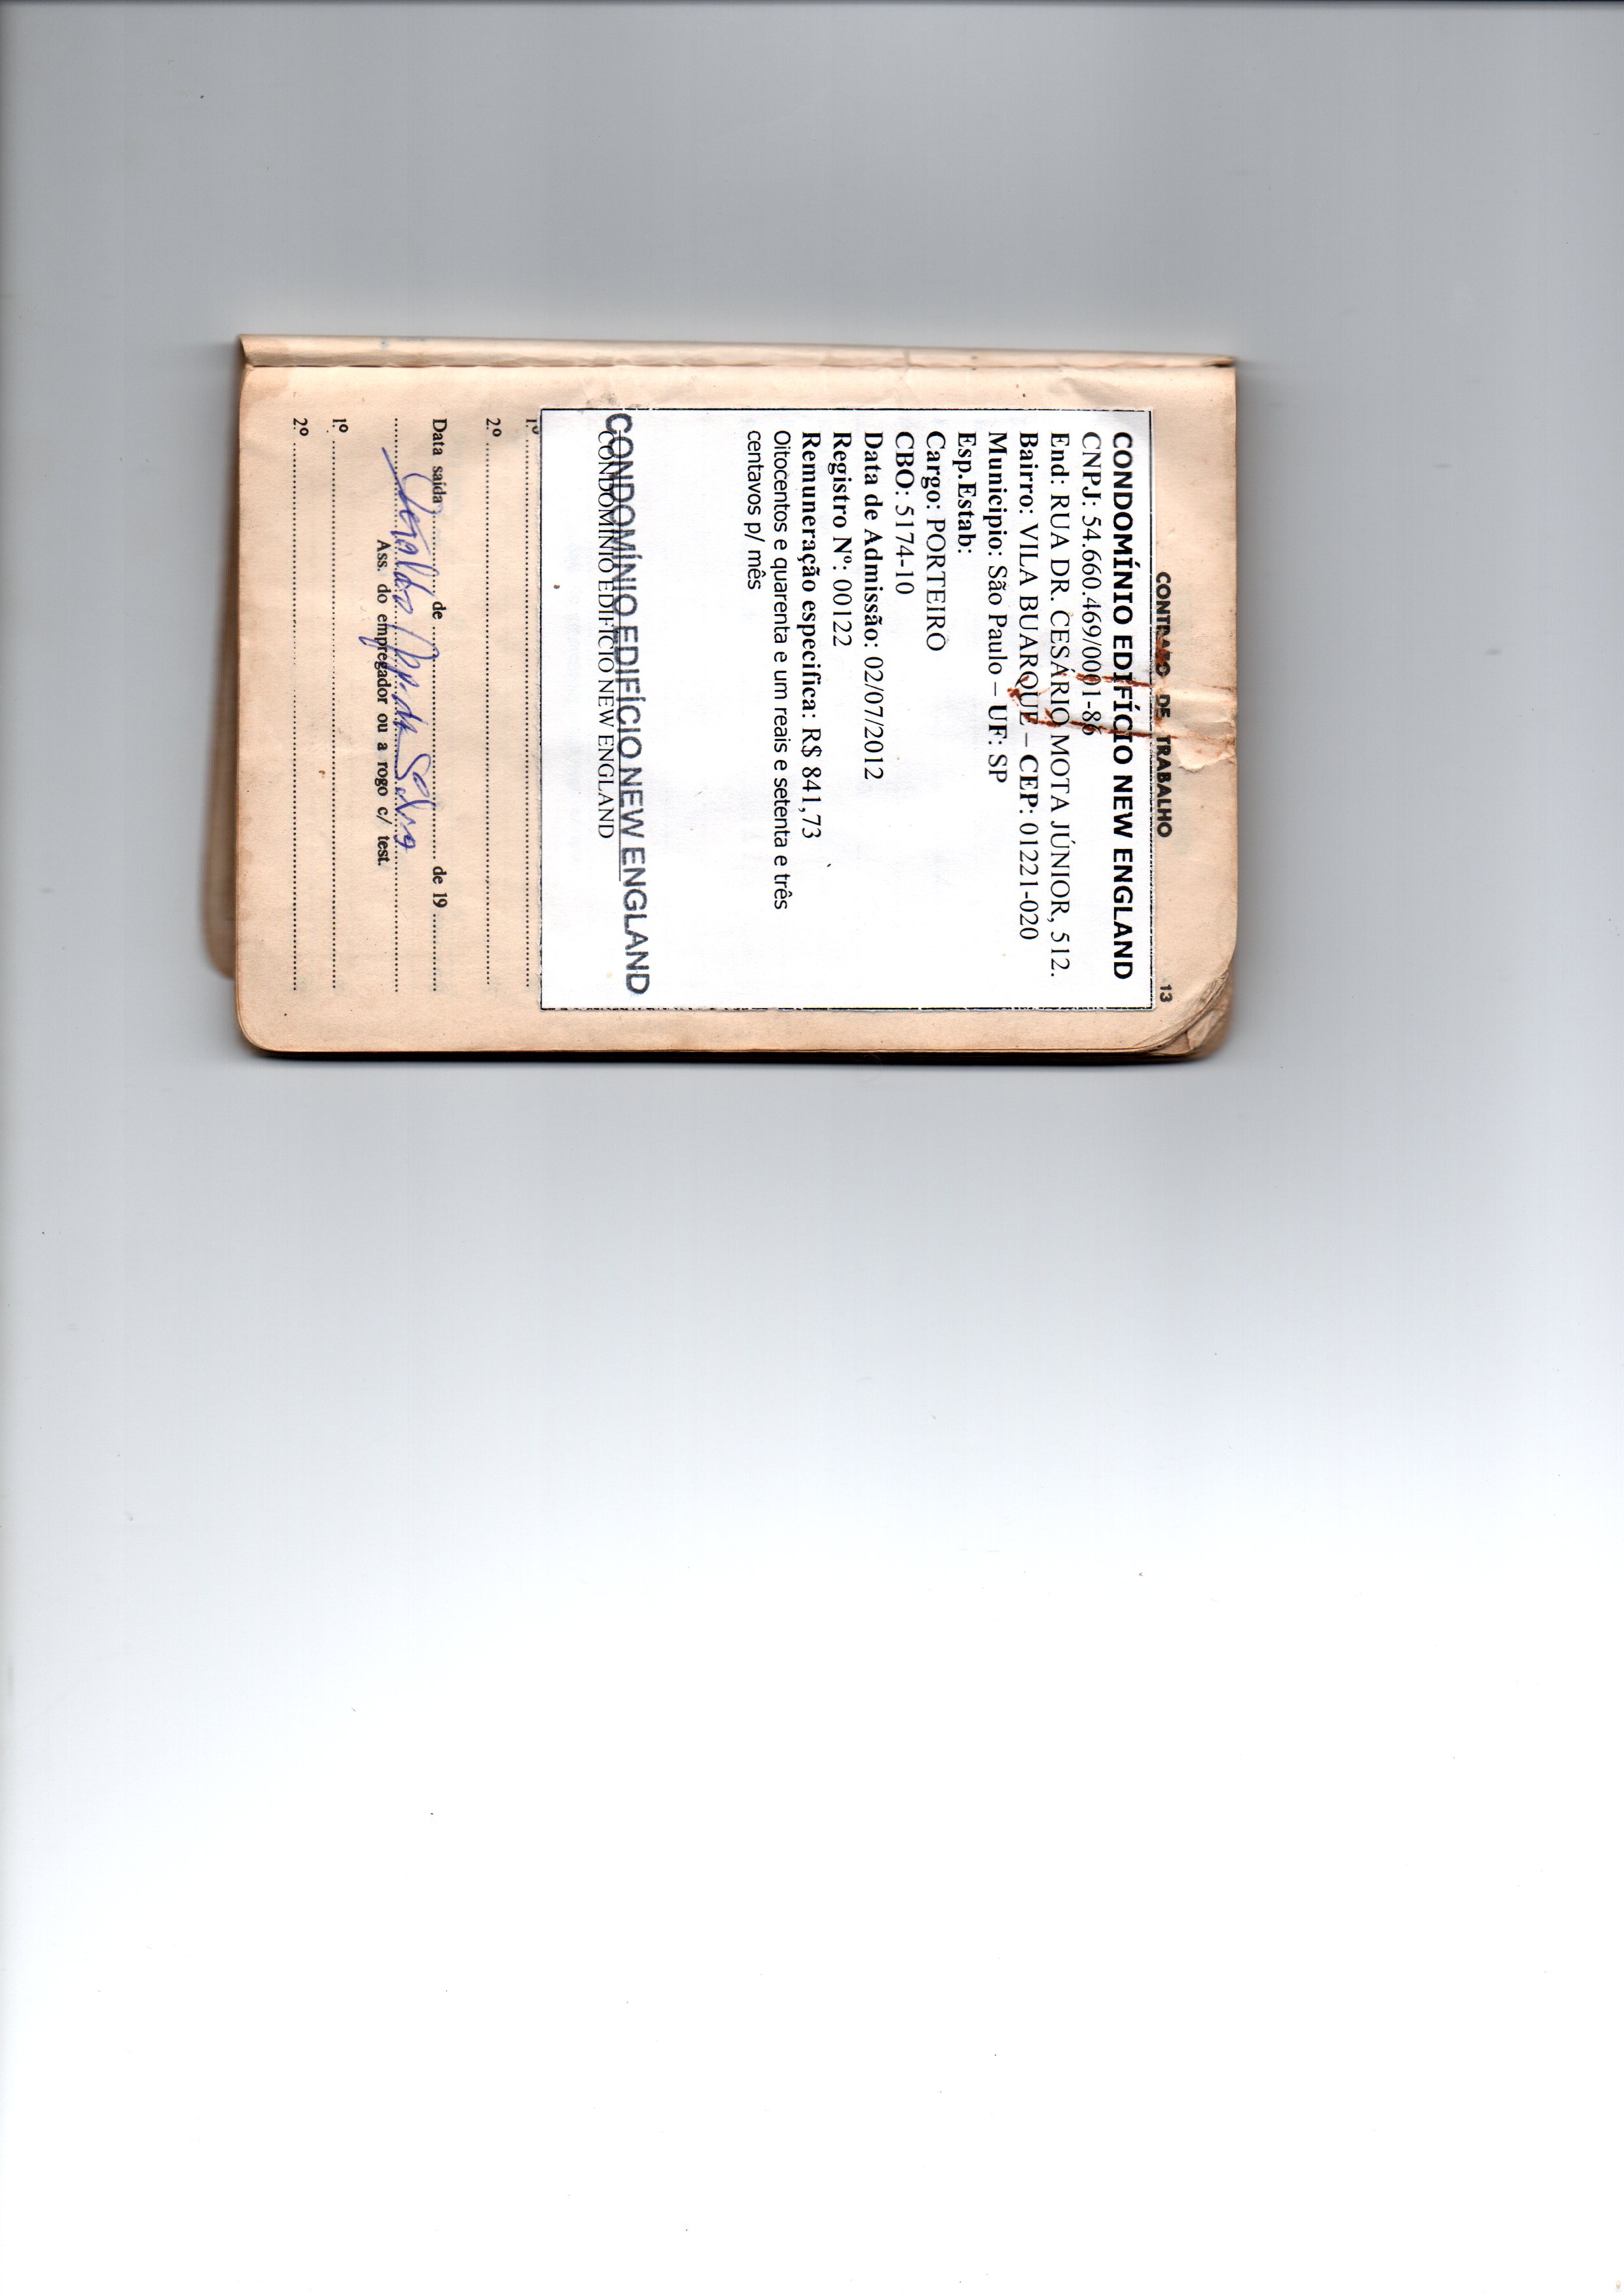 13
CONTRATO DE TRABALHO
CONDOMÍNIO EDIFÍCIO NEW ENGLAND
CNPJ: 54.660.469/0001-86
End: RUA DR. CESÁRIO MOTA JÚNIOR, 512.
Bairro: VILA BUARQUE – CEP: 01221-020
Municipio: São Paulo – UF: SP
Esp.Estab:
Cargo: PORTEIRO
CBO: 5174-10
Data de Admissão: 02/07/2012
Registro Nº: 00122
Remuneração especifica: R$ 841,73
Oitocentos e quarenta e um reais e setenta e três
centavos p/ mês
CONDOMÍNIO EDIFÍCIO NEW ENGLAND
CONDOMÍNIO EDIFÍCIO NEW ENGLAND
1.º
2.º
Data saída de de 19
da Silva
Ass. do empregador ou a rogo c/ test.
1.º
2.º